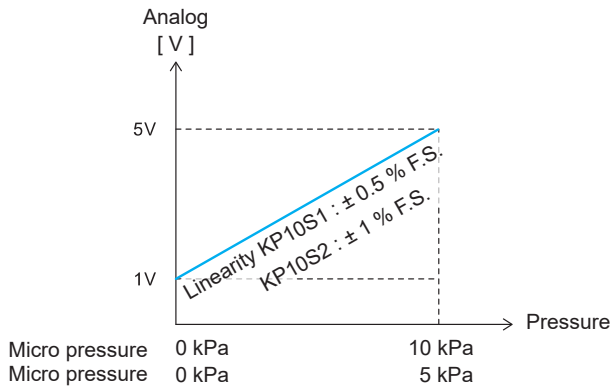 Analog
[ V ]
5V
Linearity KP10S1 : ± 0.5 % F.S.
KP10S2 : ± 1 % F.S.
1V
Pressure
Micro pressure 0 kPa 10 kPa
Micro pressure 0 kPa 5 kPa